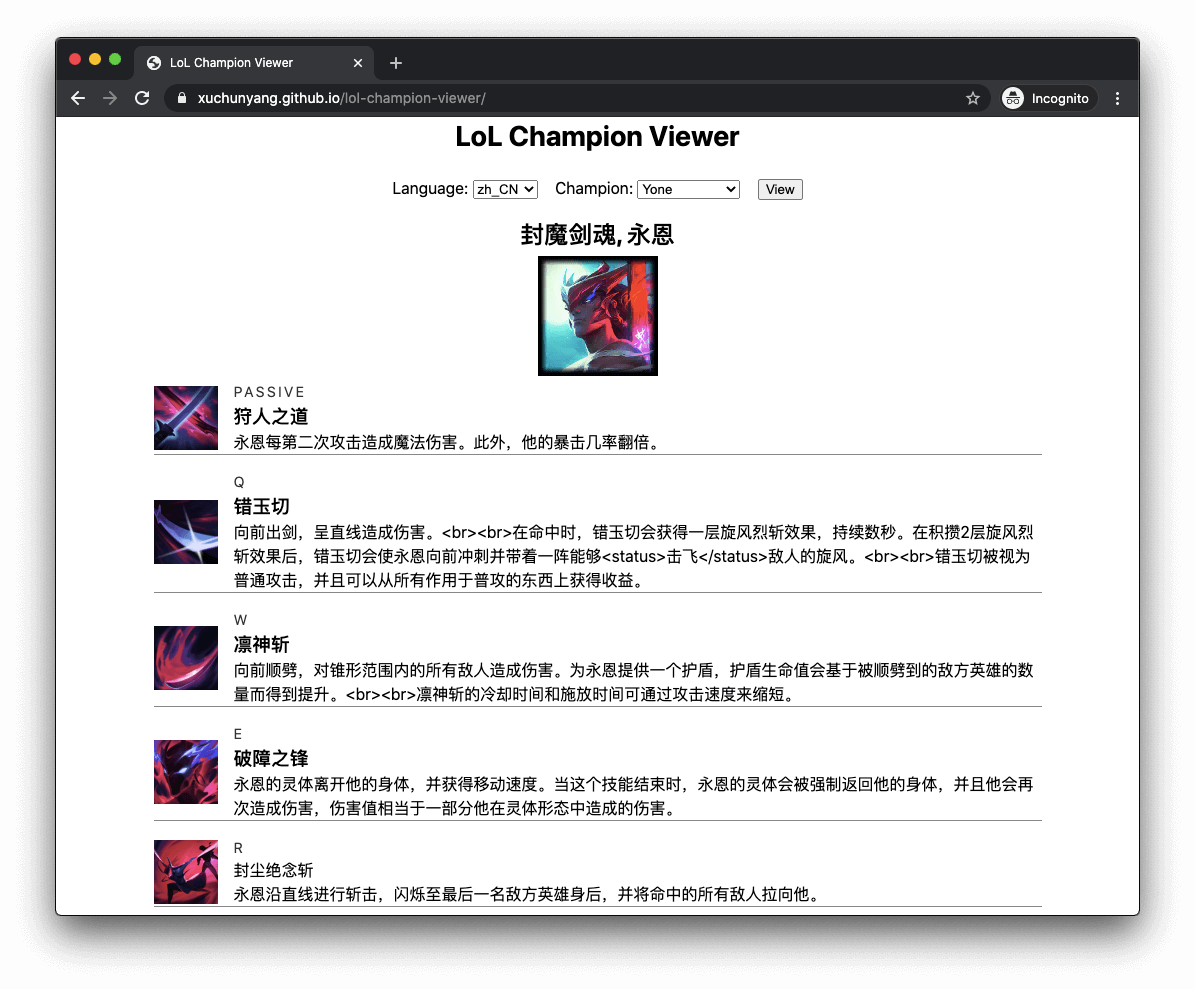 LoL Champion Viewer
xuchunyang.github.io/lol-champion-viewer/
Incognito
LoL Champion Viewer
Language: zh_CN Champion: Yone View
封魔剑魂, 永恩
PASSIVE
狩人之道
永恩每第二次攻击造成魔法伤害。此外，他的暴击几率翻倍。
Q
错玉切
向前出剑，呈直线造成伤害。<br><br>在命中时，错玉切会获得一层旋风烈斩效果，持续数秒。在积攒2层旋风烈
斩效果后，错玉切会使永恩向前冲刺并带着一阵能够<status>击飞</status>敌人的旋风。<br><br>错玉切被视为
普通攻击，并且可以从所有作用于普攻的东西上获得收益。
W
凛神斩
向前顺劈，对锥形范围内的所有敌人造成伤害。为永恩提供一个护盾，护盾生命值会基于被顺劈到的敌方英雄的数
量而得到提升。<br><br>凛神斩的冷却时间和施放时间可通过攻击速度来缩短。
E
破障之锋
永恩的灵体离开他的身体，并获得移动速度。当这个技能结束时，永恩的灵体会被强制返回他的身体，并且他会再
次造成伤害，伤害值相当于一部分他在灵体形态中造成的伤害。
R
封尘绝念斩
永恩沿直线进行斩击，闪烁至最后一名敌方英雄身后，并将命中的所有敌人拉向他。